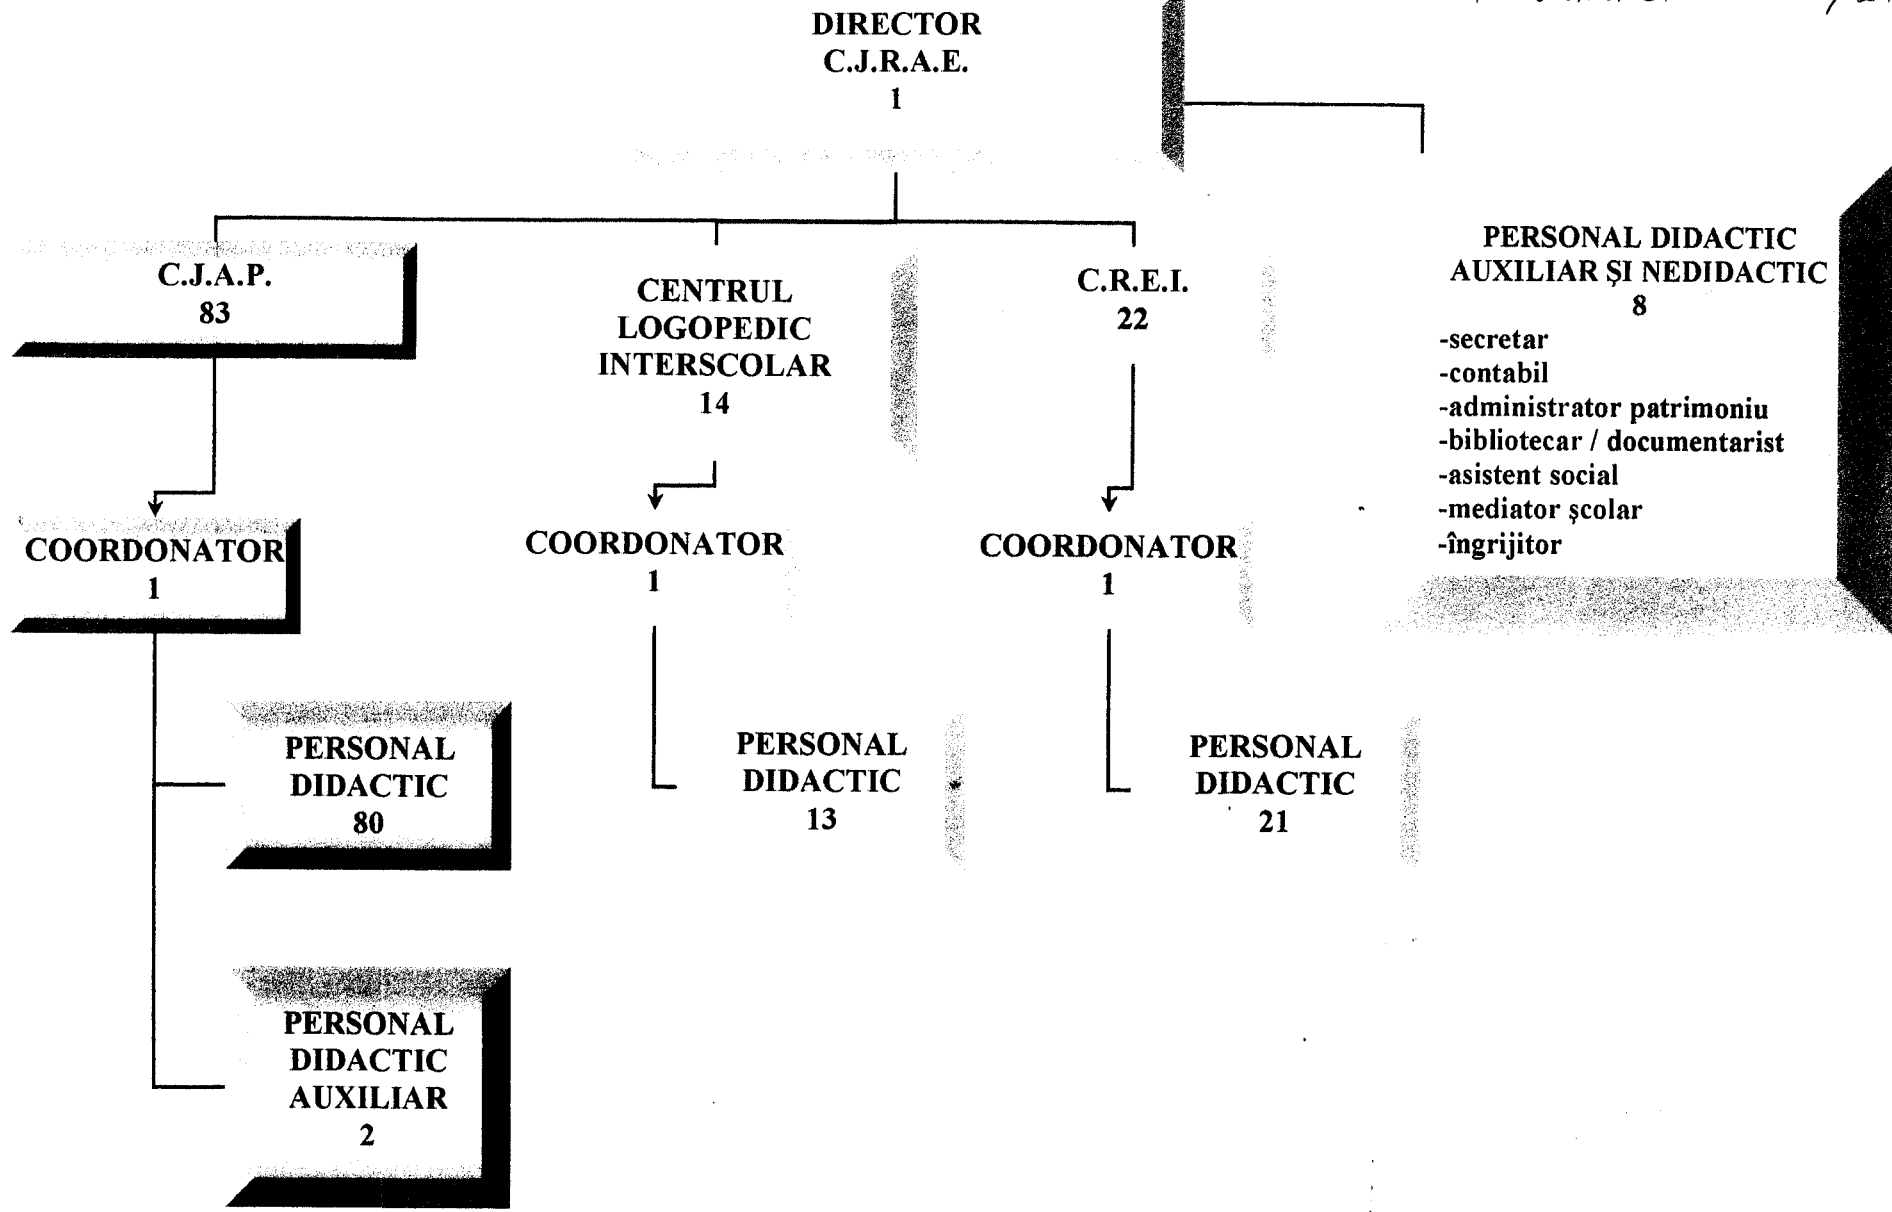 DIRECTOR
C.J.R.A.E.
1
C.J.A.P.
83
CENTRUL
LOGOPEDIC
INTERSCOLAR
14
C.R.E.I.
22
PERSONAL DIDACTIC
AUXILIAR ŞI NEDIDACTIC
8
-secretar
-contabil
-administrator patrimoniu
-bibliotecar / documentarist
-asistent social
-mediator şcolar
-îngrijitor
COORDONATOR
1
COORDONATOR
1
COORDONATOR
1
PERSONAL
DIDACTIC
80
PERSONAL
DIDACTIC
13
PERSONAL
DIDACTIC
21
PERSONAL
DIDACTIC
AUXILIAR
2